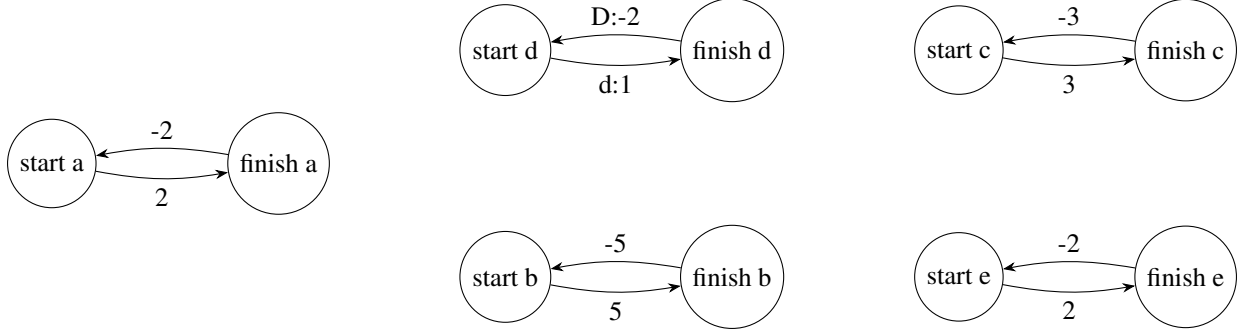 D:-2
start d finish d
d:1
-3
start c finish c
3
-2
start a finish a
2
-5
start b finish b
5
-2
start e finish e
2